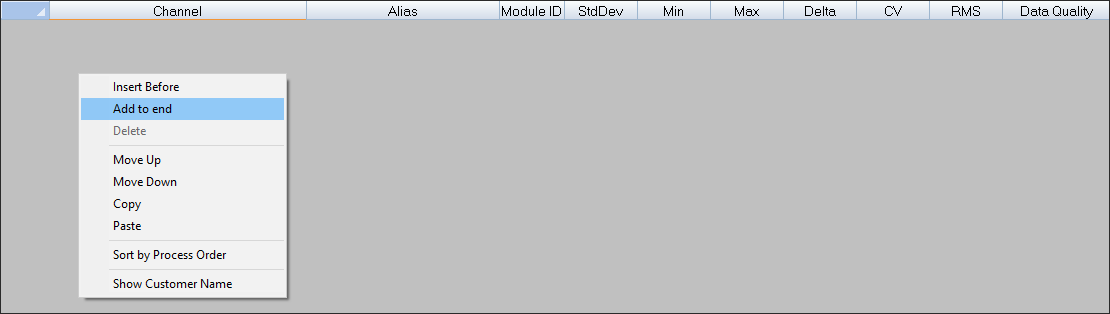 Channel Alias Module ID StdDev Min Max Delta CV RMS Data Quality
Insert Before
Add to end
Delete
Move Up
Move Down
Copy
Paste
Sort by Process Order
Show Customer Name